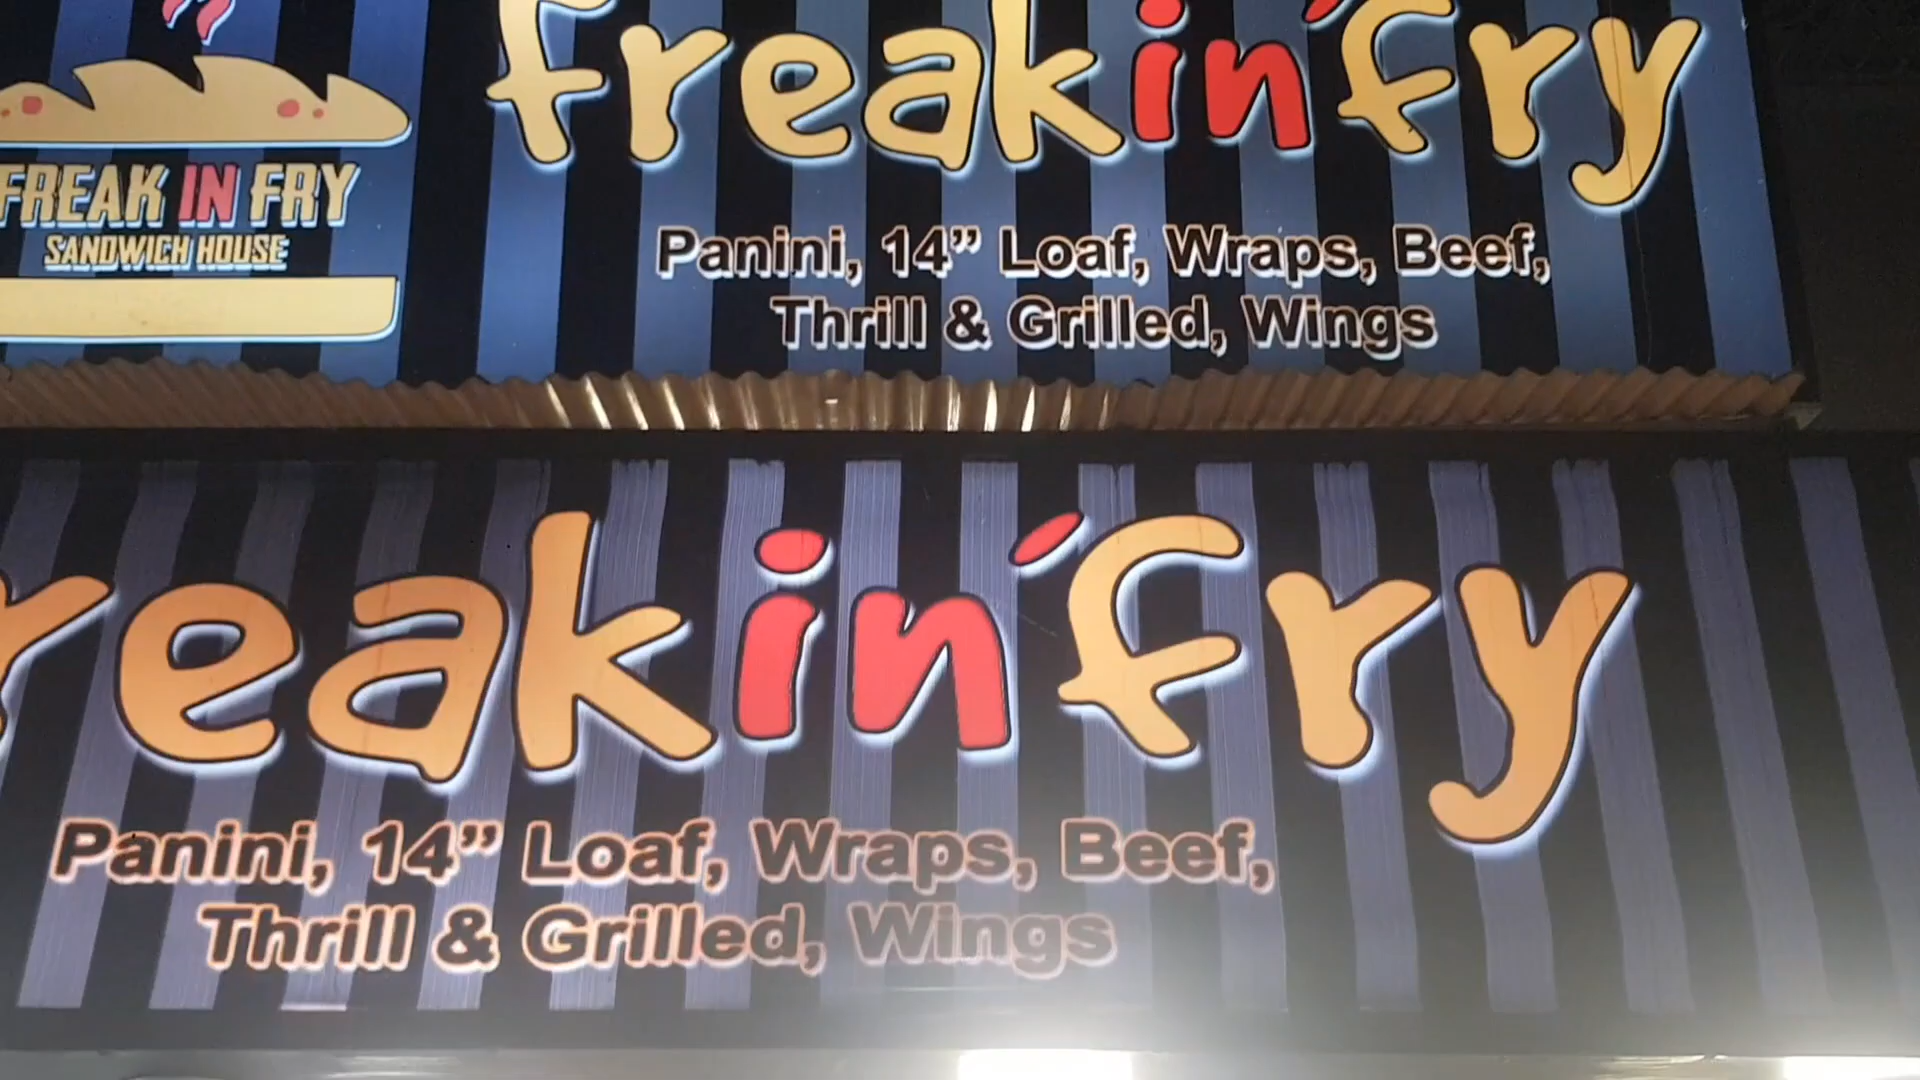 freakin'fry
FREAK IN FRY
SANDWICH HOUSE
Panini, 14” Loaf, Wraps, Beef,
Thrill & Grilled, Wings
reakin'fry
Panini, 14” Loaf, Wraps, Beef,
Thrill & Grilled, Wings